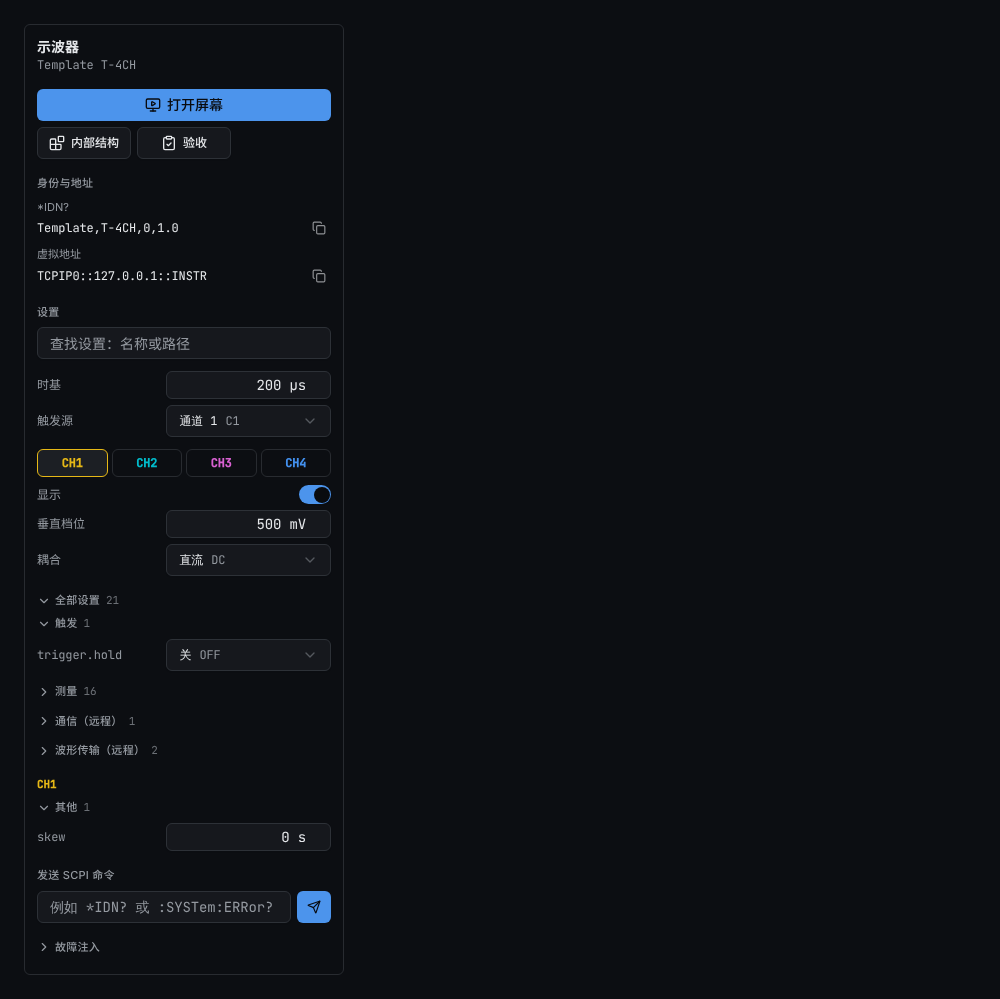 示波器
Template T-4CH
打开屏幕
内部结构 验收
身份与地址
*IDN?
Template,T-4CH,0,1.0
虚拟地址
TCPIP0::127.0.0.1::INSTR
设置
查找设置: 名称或路径
时基 200 µs
触发源 通道 1 C1
CH1 CH2 CH3 CH4
显示
垂直档位 500 mV
耦合 直流 DC
全部设置 21
触发 1
trigger.hold 关 OFF
测量 16
通信（远程） 1
波形传输（远程） 2
CH1
其他 1
skew 0 s
发送 SCPI 命令
例如 *IDN? 或 :SYSTem:ERRor?
故障注入